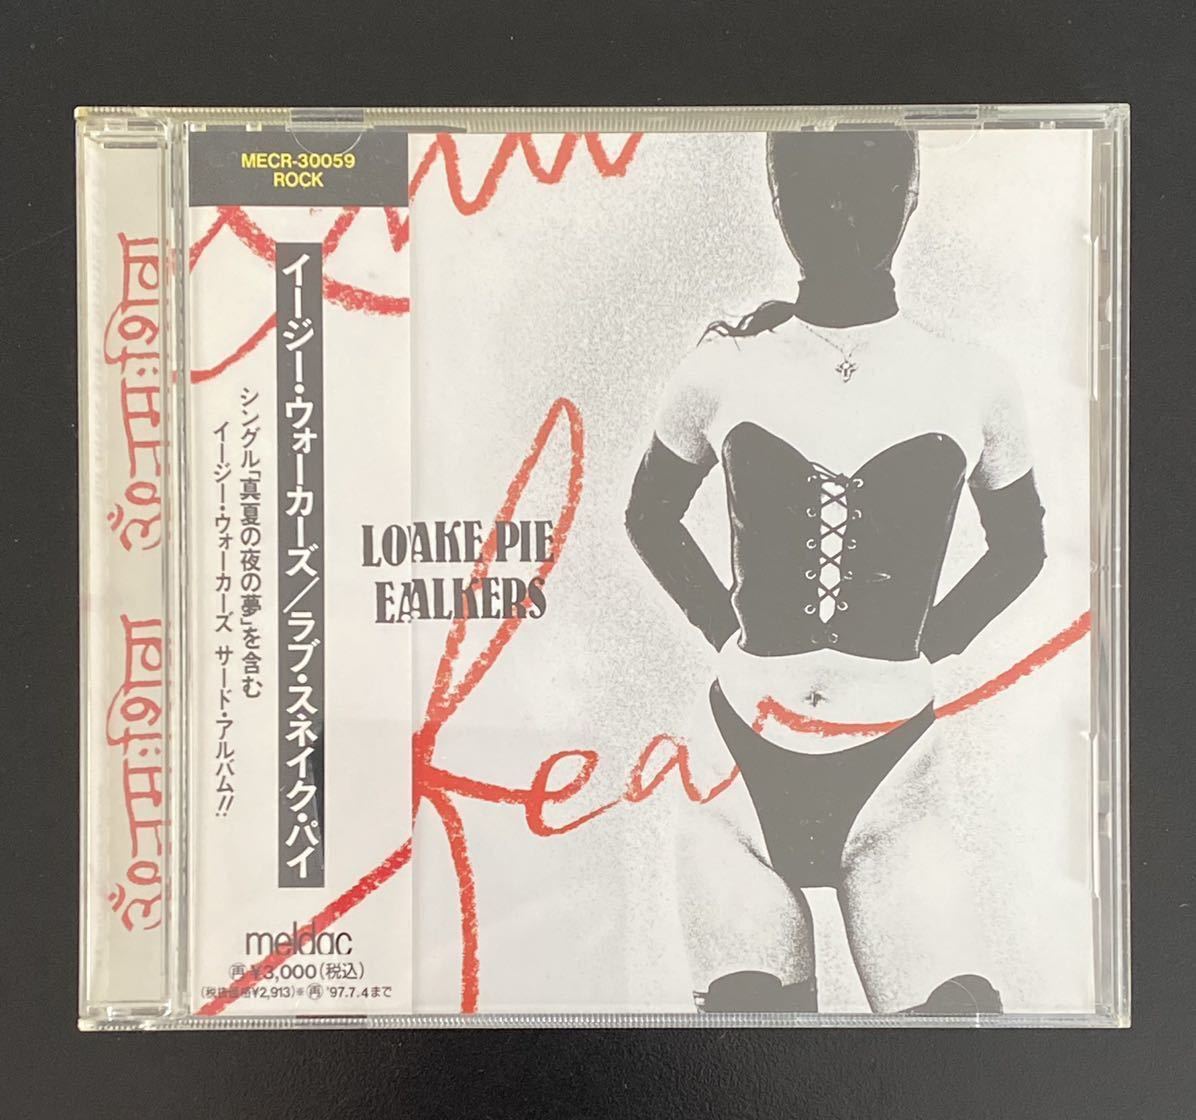 MECR-30059
ROCK
イージー・ウォーカーズ/ラブ・スネイク・パイ
シングル「真夏の夜の夢」を含む
イージー・ウォーカーズ サード・アルバム!!
meldac
再¥3,000(税込)
(税抜価格¥2,913)※再 '97.7.4まで
LOVAKE PIE
EAALKERS